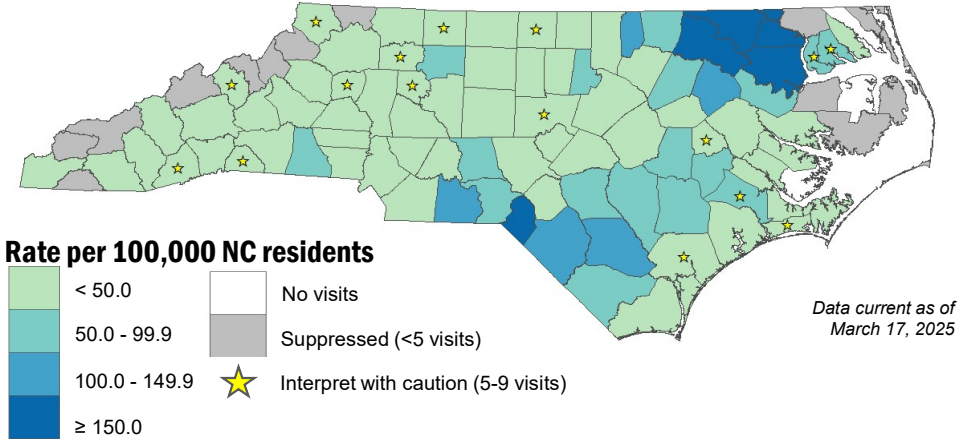 Rate per 100,000 NC residents
< 50.0
50.0 - 99.9
100.0 - 149.9
≥ 150.0
No visits
Suppressed (<5 visits)
Interpret with caution (5-9 visits)
Data current as of
March 17, 2025